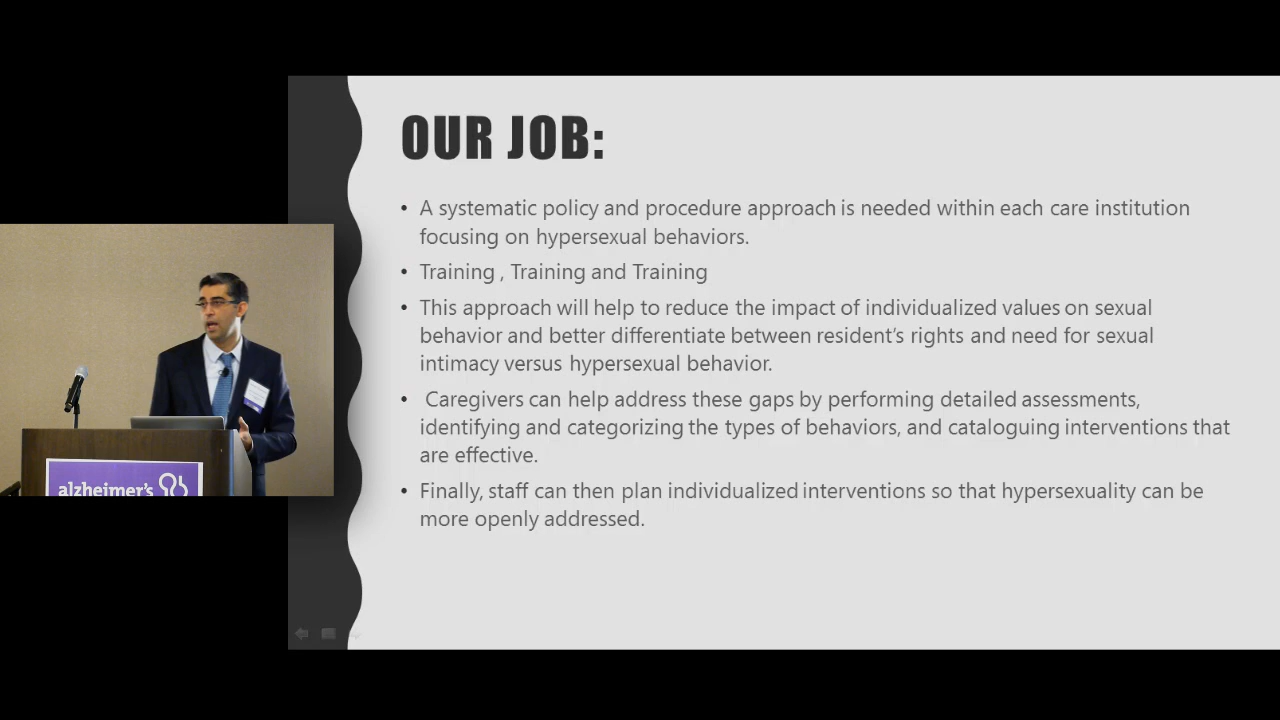 OUR JOB:
• A systematic policy and procedure approach is needed within each care institution
focusing on hypersexual behaviors.
• Training , Training and Training
• This approach will help to reduce the impact of individualized values on sexual
behavior and better differentiate between resident's rights and need for sexual
intimacy versus hypersexual behavior.
• Caregivers can help address these gaps by performing detailed assessments,
identifying and categorizing the types of behaviors, and cataloguing interventions that
are effective.
• Finally, staff can then plan individualized interventions so that hypersexuality can be
more openly addressed.
alzheimer's